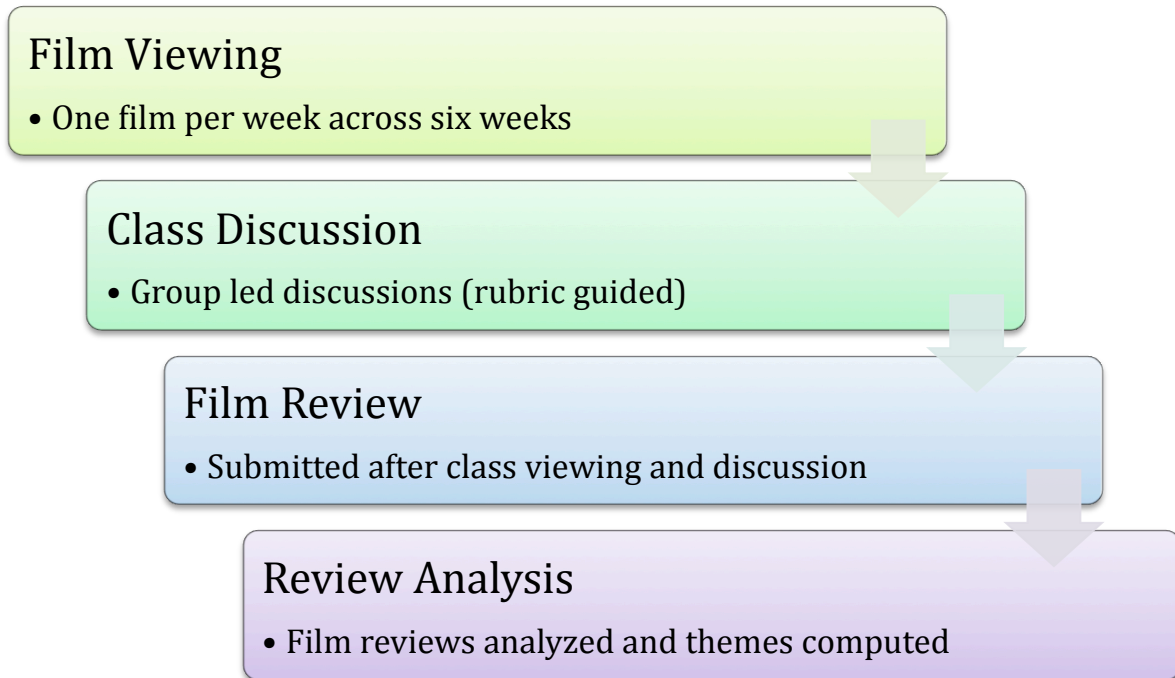 Film Viewing
• One film per week across six weeks
Class Discussion
• Group led discussions (rubric guided)
Film Review
• Submitted after class viewing and discussion
Review Analysis
• Film reviews analyzed and themes computed